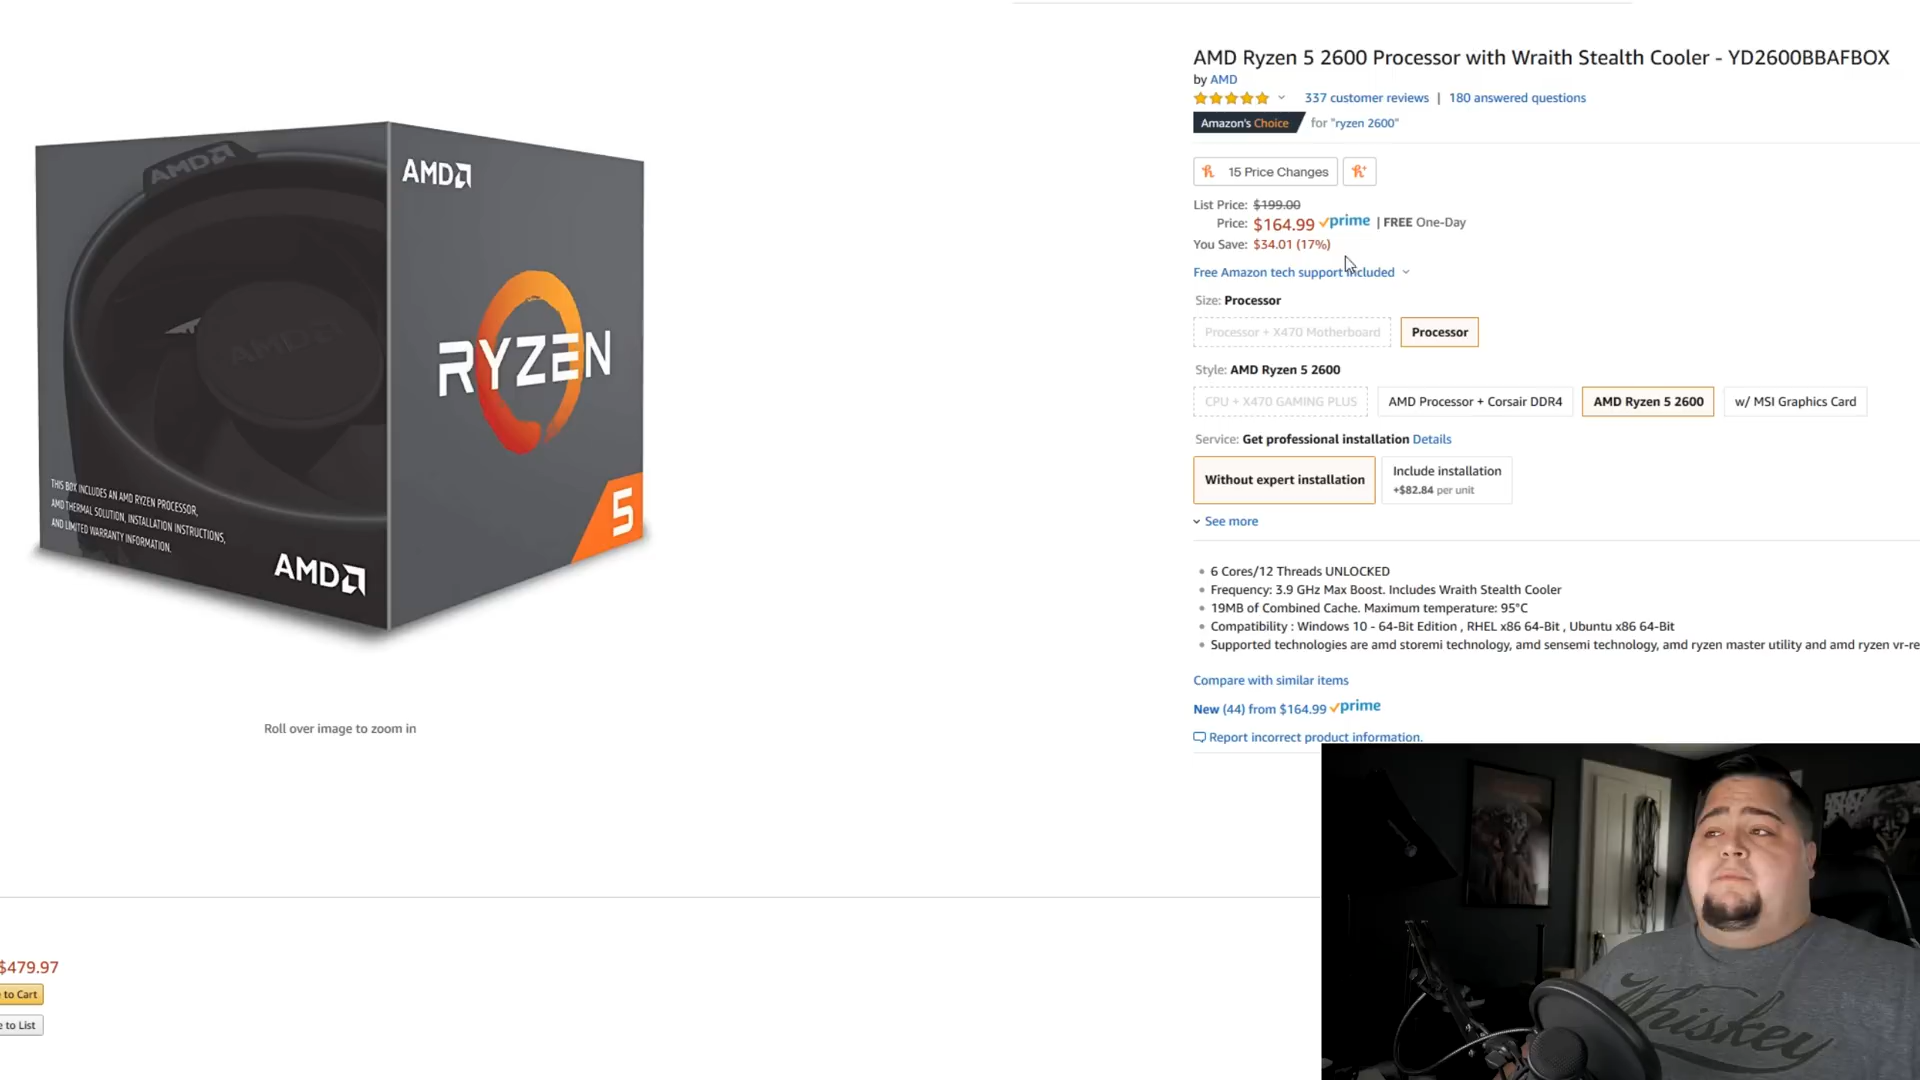 AMD Ryzen 5 2600 Processor with Wraith Stealth Cooler - YD2600BBAFBOX
by AMD
337 customer reviews | 180 answered questions
Amazon's Choice for "ryzen 2600"
15 Price Changes
List Price: $199.00
Price: $164.99 prime | FREE One-Day
You Save: $34.01 (17%)
Free Amazon tech support included
Size: Processor
Processor + X470 Motherboard Processor
Style: AMD Ryzen 5 2600
CPU + X470 GAMING PLUS AMD Processor + Corsair DDR4 AMD Ryzen 5 2600 w/ MSI Graphics Card
Service: Get professional installation Details
Without expert installation Include installation
+$82.84 per unit
See more
6 Cores/12 Threads UNLOCKED
Frequency: 3.9 GHz Max Boost. Includes Wraith Stealth Cooler
19MB of Combined Cache. Maximum temperature: 95°C
Compatibility : Windows 10 - 64-Bit Edition , RHEL x86 64-Bit , Ubuntu x86 64-Bit
Supported technologies are amd storemi technology, amd sensemi technology, amd ryzen master utility and amd ryzen vr-re
Compare with similar items
New (44) from $164.99 prime
Report incorrect product information.
AMD
AMD
AMD
RYZEN
5
THIS BOX INCLUDES AN AMD RYZEN PROCESSOR,
AMD THERMAL SOLUTION, INSTALLATION INSTRUCTIONS,
AND LIMITED WARRANTY INFORMATION.
AMD
Roll over image to zoom in
$479.97
to Cart
to List
Whiskey